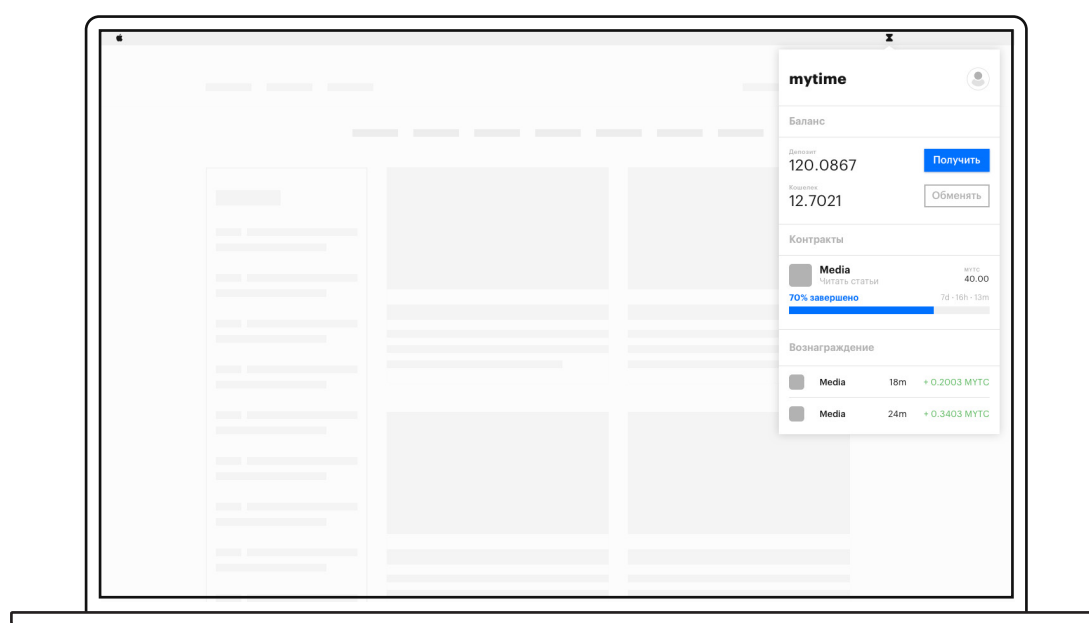 mytime
Баланс
Депозит
120.0867 Получить
Кошелек
12.7021 Обменять
Контракты
Media MYTC
Читать статьи 40.00
70% завершено 7d · 16h · 13m
Вознаграждение
Media 18m + 0.2003 MYTC
Media 24m + 0.3403 MYTC